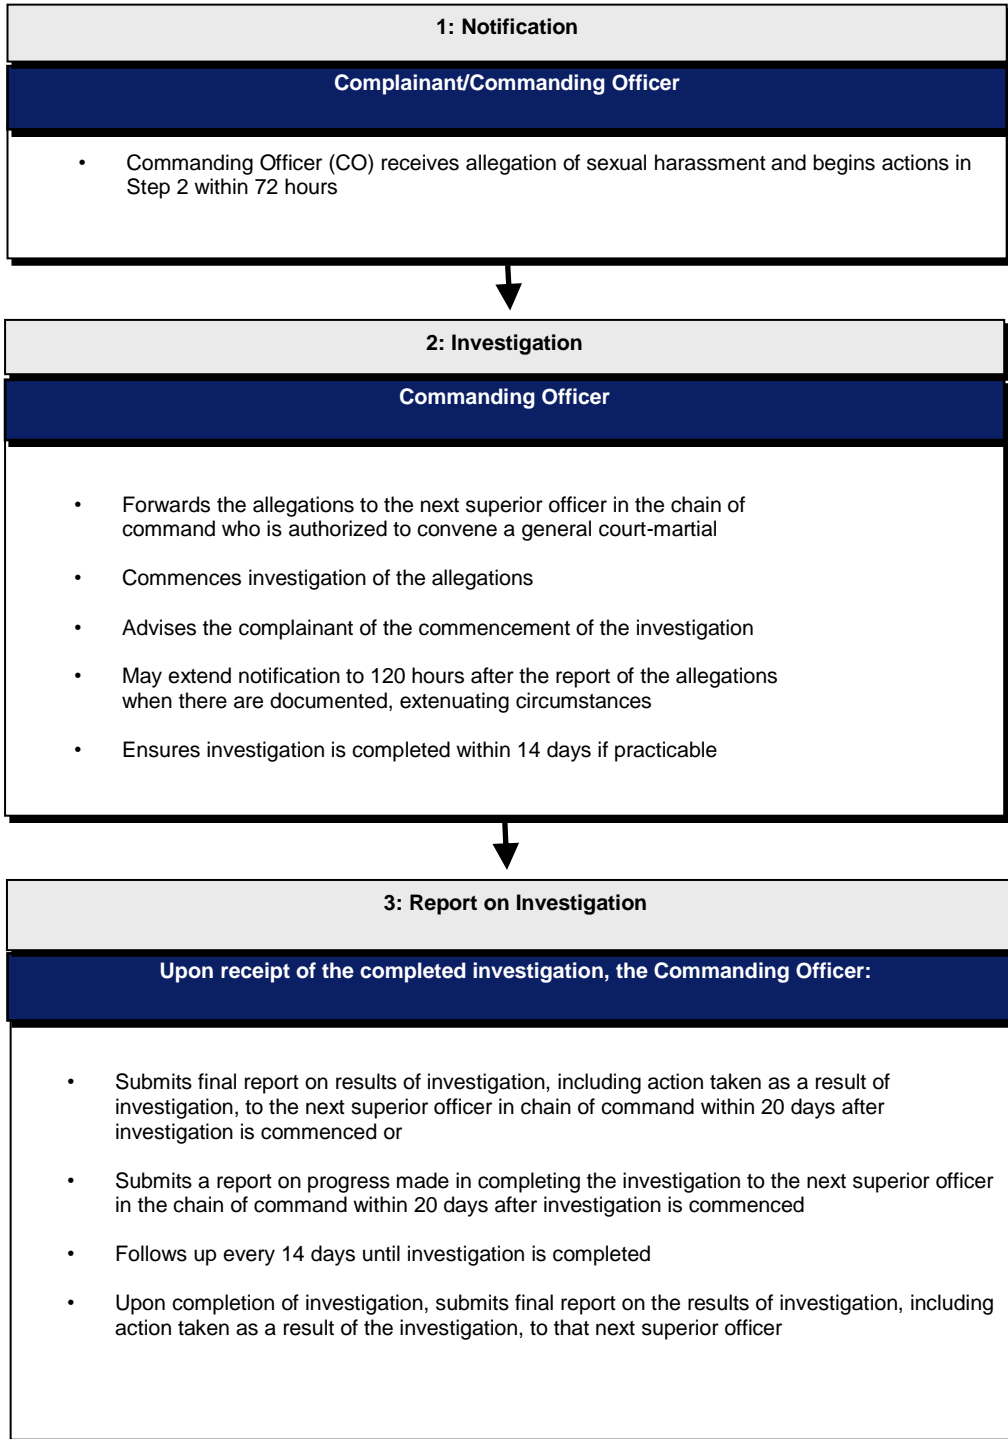 1: Notification
Complainant/Commanding Officer
• Commanding Officer (CO) receives allegation of sexual harassment and begins actions in
Step 2 within 72 hours
2: Investigation
Commanding Officer
• Forwards the allegations to the next superior officer in the chain of
command who is authorized to convene a general court-martial
• Commences investigation of the allegations
• Advises the complainant of the commencement of the investigation
• May extend notification to 120 hours after the report of the allegations
when there are documented, extenuating circumstances
• Ensures investigation is completed within 14 days if practicable
3: Report on Investigation
Upon receipt of the completed investigation, the Commanding Officer:
• Submits final report on results of investigation, including action taken as a result of
investigation, to the next superior officer in chain of command within 20 days after
investigation is commenced or
• Submits a report on progress made in completing the investigation to the next superior officer
in the chain of command within 20 days after investigation is commenced
• Follows up every 14 days until investigation is completed
• Upon completion of investigation, submits final report on the results of investigation, including
action taken as a result of the investigation, to that next superior officer